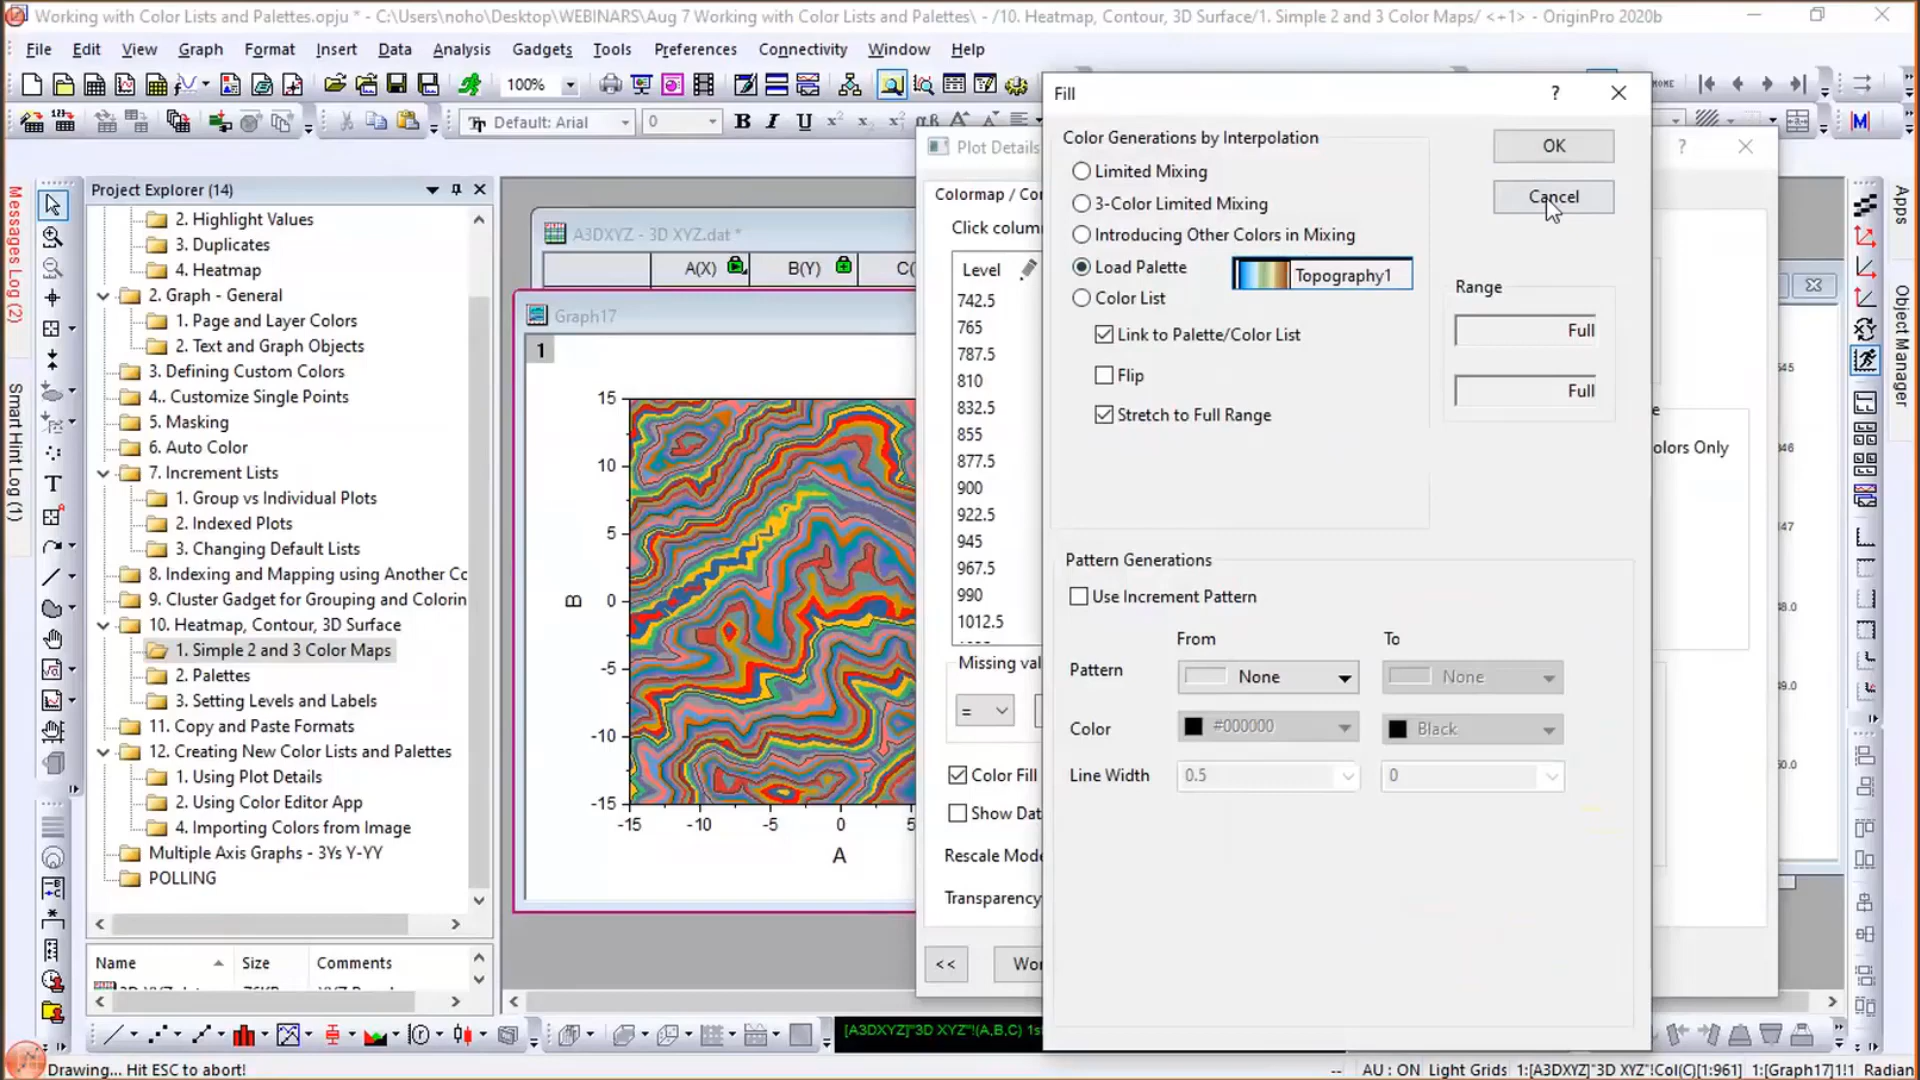 Working with Color Lists and Palettes.opju * - C:\Users\noho\Desktop\WEBINARS\Aug 7 Working with Color Lists and Palettes\ - /10. Heatmap, Contour, 3D Surface/1. Simple 2 and 3 Color Maps/ <+1> - OriginPro 2020b
File Edit View Graph Format Insert Data Analysis Gadgets Tools Preferences Connectivity Window Help
100%
HOME
Default: Arial 0 B I U
Messages Log (2)
Smart Hint Log (1)
Project Explorer (14)
2. Highlight Values
3. Duplicates
4. Heatmap
2. Graph - General
1. Page and Layer Colors
2. Text and Graph Objects
3. Defining Custom Colors
4.. Customize Single Points
5. Masking
6. Auto Color
7. Increment Lists
1. Group vs Individual Plots
2. Indexed Plots
3. Changing Default Lists
8. Indexing and Mapping using Another Cc
9. Cluster Gadget for Grouping and Colorin
10. Heatmap, Contour, 3D Surface
1. Simple 2 and 3 Color Maps
2. Palettes
3. Setting Levels and Labels
11. Copy and Paste Formats
12. Creating New Color Lists and Palettes
1. Using Plot Details
2. Using Color Editor App
4. Importing Colors from Image
Multiple Axis Graphs - 3Ys Y-YY
POLLING
Name Size Comments
A3DXYZ - 3D XYZ.dat *
A(X) B(Y) C(
Graph17
1
15
10
5
0
-5
-10
-15
-15 -10 -5 0 5
B
A
Plot Details
Colormap / Co
Click colum
Level
742.5
765
787.5
810
832.5
855
877.5
900
922.5
945
967.5
990
1012.5
Missing val
=
Color Fill
Show Dat
Rescale Mode
Transparency
<<
Wo
olors Only
Fill
? ×
Color Generations by Interpolation
Limited Mixing
3-Color Limited Mixing
Introducing Other Colors in Mixing
Load Palette Topography1
Color List
Link to Palette/Color List
Flip
Stretch to Full Range
OK
Cancel
Range
Full
Full
Pattern Generations
Use Increment Pattern
From To
Pattern None None
Color #000000 Black
Line Width 0.5 0
Apps
Object Manager
[A3DXYZ]"3D XYZ"!(A,B,C) 1s
Drawing... Hit ESC to abort!
-- AU : ON Light Grids 1:[A3DXYZ]"3D XYZ"!Col(C)[1:961] 1:[Graph17]1!1 Radian